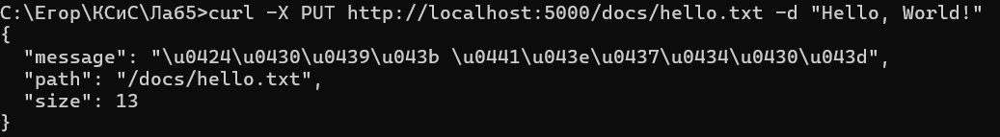 C:\Егор\КСиС\Лаб5>curl -X PUT http://localhost:5000/docs/hello.txt -d "Hello, World!"
{
  "message": "\u0424\u0430\u0439\u043b \u0441\u043e\u0437\u0434\u0430\u043d",
  "path": "/docs/hello.txt",
  "size": 13
}